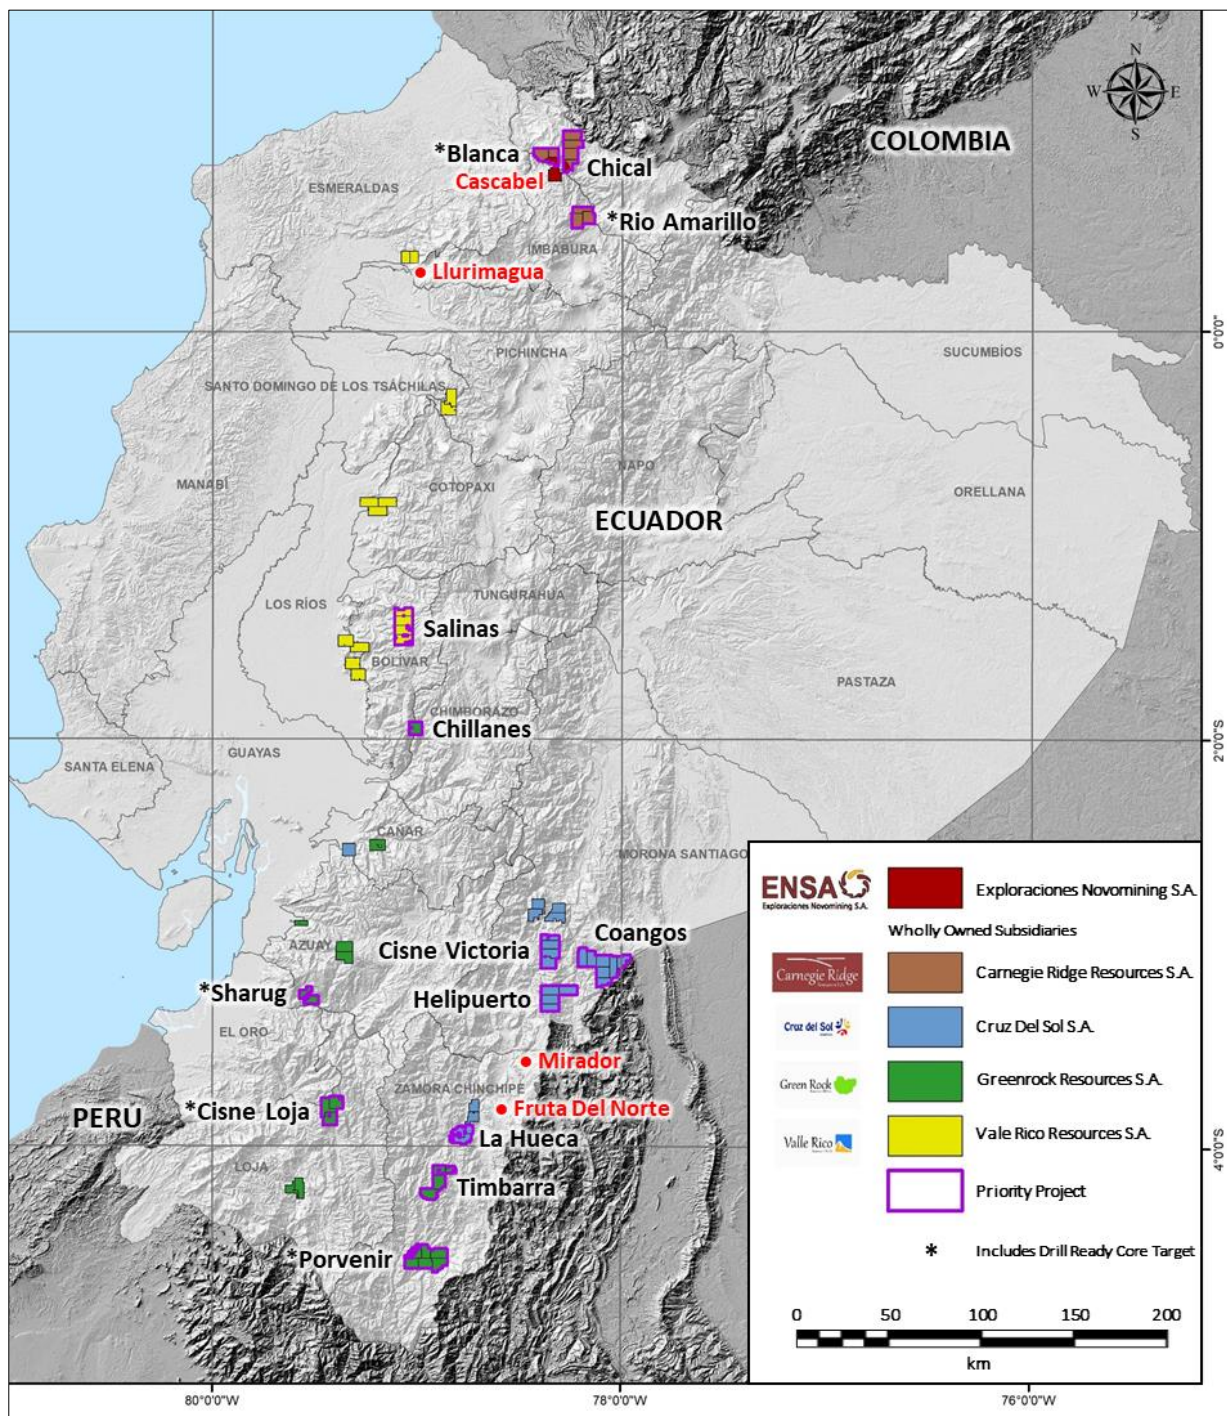 N
W E
S
COLOMBIA
*Blanca
Chical
Cascabel
ESMERALDAS
*Rio Amarillo
IMBABURA
Llurimagua
0°0'0"
PICHINCHA
SUCUMBÍOS
SANTO DOMINGO DE LOS TSÁCHILAS
NAPO
MANABÍ
COTOPAXI
ORELLANA
ECUADOR
TUNGURAHUA
LOS RÍOS
Salinas
BOLIVAR
PASTAZA
CHIMBORAZO
Chillanes
2°0'0"S
GUAYAS
SANTA ELENA
CAÑAR
MORONA SANTIAGO
Coangos
AZUAY
Cisne Victoria
*Sharug
Helipuerto
EL ORO
Mirador
ZAMORA CHINCHIPE
PERU
*Cisne Loja
Fruta Del Norte
La Hueca
4°0'0"S
LOJA
Timbarra
*Porvenir
ENSA
Exploraciones Novomining S.A.
Exploraciones Novomining S.A.
Wholly Owned Subsidiaries
Carnegie Ridge
Carnegie Ridge Resources S.A.
Cruz del Sol
Cruz Del Sol S.A.
Green Rock
Greenrock Resources S.A.
Valle Rico
Vale Rico Resources S.A.
Priority Project
* Includes Drill Ready Core Target
0 50 100 150 200
km
80°0'0"W 78°0'0"W 76°0'0"W